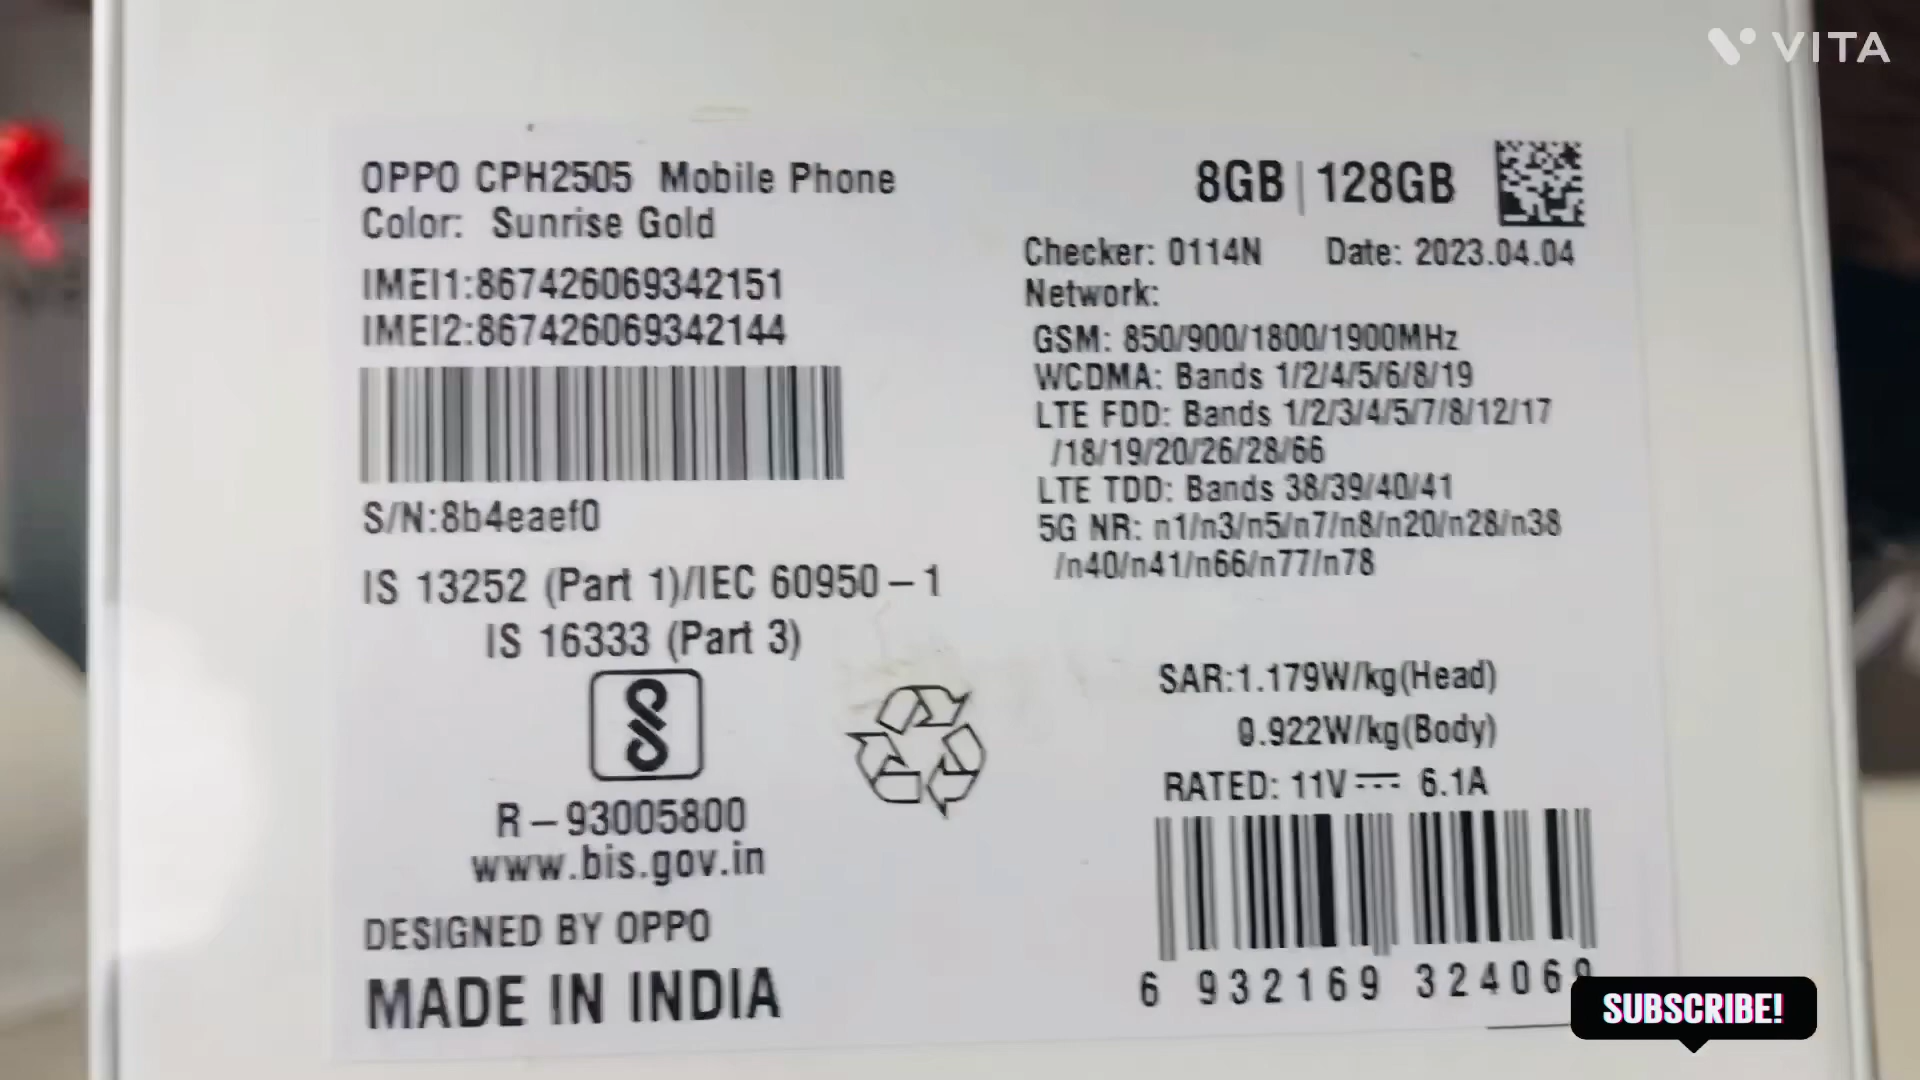 VITA
OPPO CPH2505 Mobile Phone
Color: Sunrise Gold
IMEI1:867426069342151
IMEI2:867426069342144
S/N:8b4eaef0
IS 13252 (Part 1)/IEC 60950-1
IS 16333 (Part 3)
R-93005800
www.bis.gov.in
DESIGNED BY OPPO
MADE IN INDIA
8GB|128GB
Checker: 0114N Date: 2023.04.04
Network:
GSM: 850/900/1800/1900MHz
WCDMA: Bands 1/2/4/5/6/8/19
LTE FDD: Bands 1/2/3/4/5/7/8/12/17
/18/19/20/26/28/66
LTE TDD: Bands 38/39/40/41
5G NR: n1/n3/n5/n7/n8/n20/n28/n38
/n40/n41/n66/n77/n78
SAR:1.179W/kg(Head)
0.922W/kg(Body)
RATED: 11V⎓ 6.1A
6 932169 32406
SUBSCRIBE!